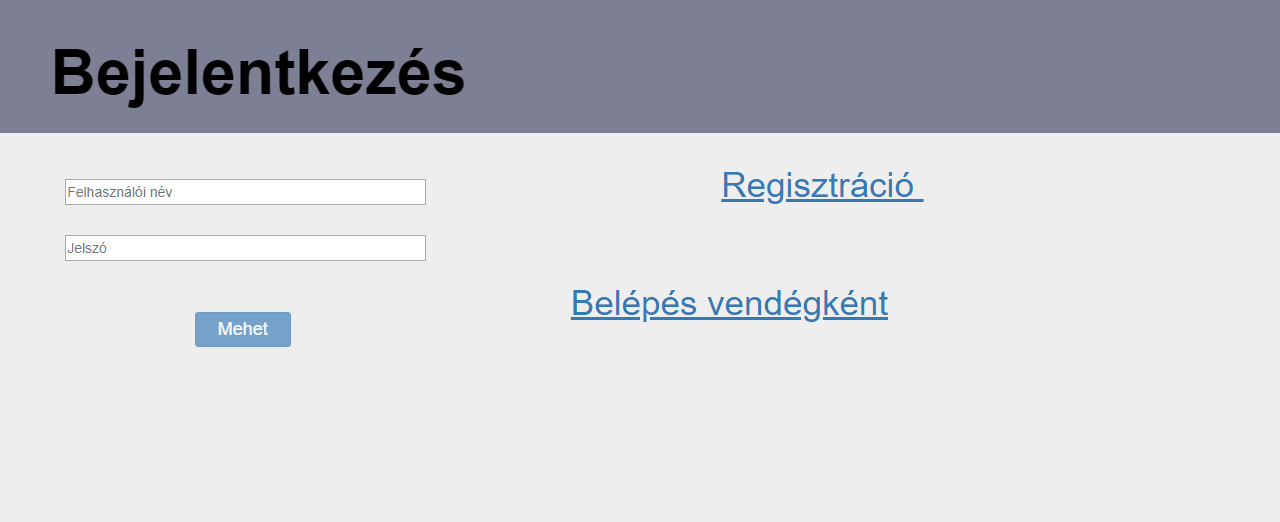 Bejelentkezés
Felhasználói név
Regisztráció
Jelszó
Belépés vendégként
Mehet